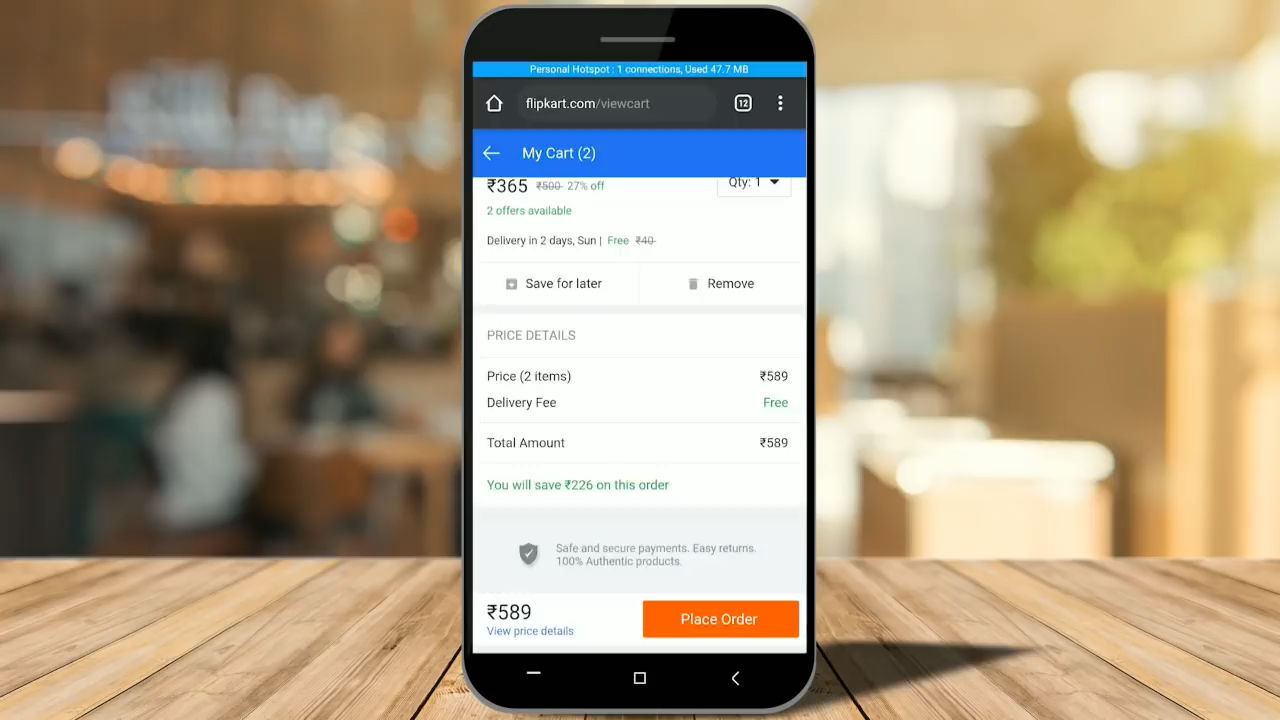 Personal Hotspot : 1 connections, Used 47.7 MB
flipkart.com/viewcart
12
My Cart (2)
₹365 ₹500 27% off
Qty: 1
2 offers available
Delivery in 2 days, Sun | Free ₹40
Save for later
Remove
PRICE DETAILS
Price (2 items) ₹589
Delivery Fee Free
Total Amount ₹589
You will save ₹226 on this order
Safe and secure payments. Easy returns.
100% Authentic products.
₹589
View price details
Place Order